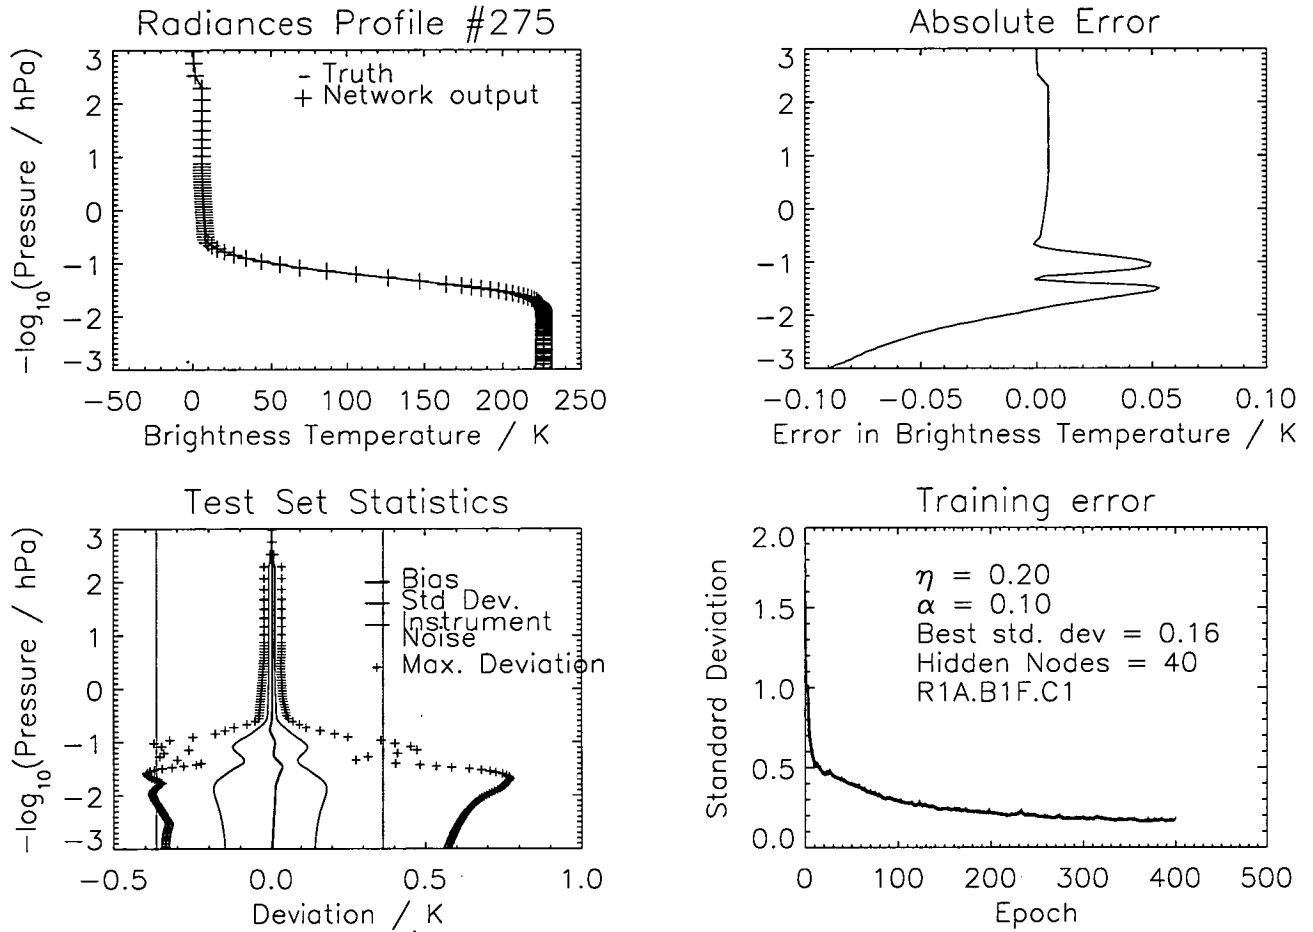 Radiances Profile #275
−log₁₀(Pressure / hPa)
3
2
1
0
−1
−2
−3
− Truth
+ Network output
−50 0 50 100 150 200 250
Brightness Temperature / K
Absolute Error
3
2
1
0
−1
−2
−3
−0.10 −0.05 0.00 0.05 0.10
Error in Brightness Temperature / K
Test Set Statistics
−log₁₀(Pressure / hPa)
3
2
1
0
−1
−2
−3
Bias
Std Dev.
Instrument
Noise
+ Max. Deviation
−0.5 0.0 0.5 1.0
Deviation / K
Training error
Standard Deviation
2.0
1.5
1.0
0.5
0.0
η = 0.20
α = 0.10
Best std. dev = 0.16
Hidden Nodes = 40
R1A.B1F.C1
0 100 200 300 400 500
Epoch